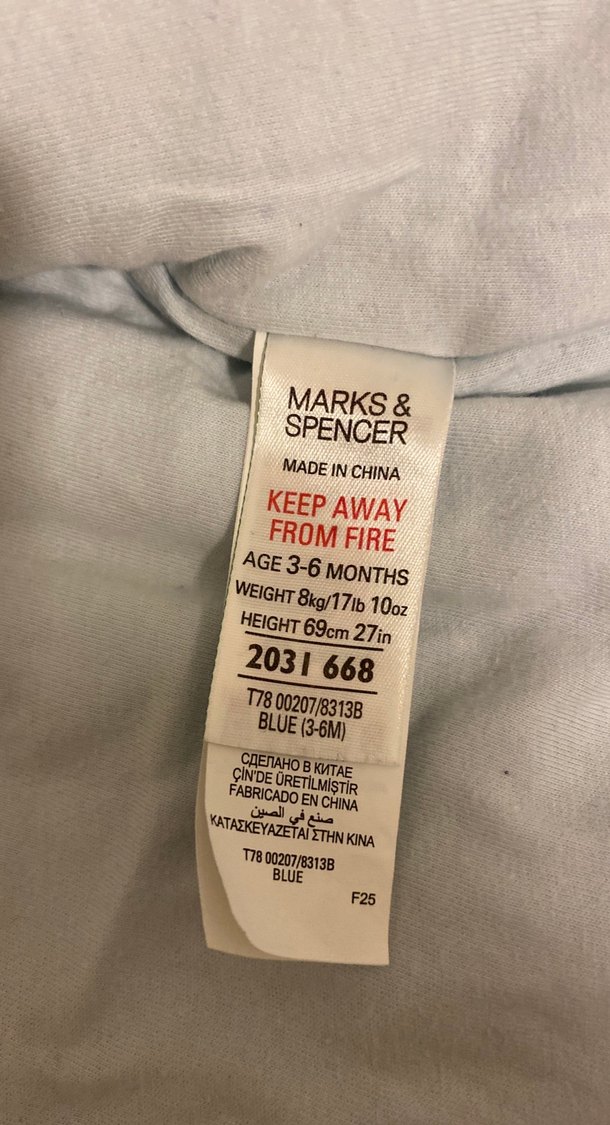 MARKS &
SPENCER
MADE IN CHINA
KEEP AWAY
FROM FIRE
AGE 3-6 MONTHS
WEIGHT 8kg/17lb 10oz
HEIGHT 69cm 27in
2031 668
T78 00207/8313B
BLUE (3-6M)
СДЕЛАНО В КИТАЕ
ÇİN'DE ÜRETİLMİŞTİR
FABRICADO EN CHINA
صنع في الصين
ΚΑΤΑΣΚΕΥΑΖΕΤΑΙ ΣΤΗΝ ΚΙΝΑ
T78 00207/8313B
BLUE
F25